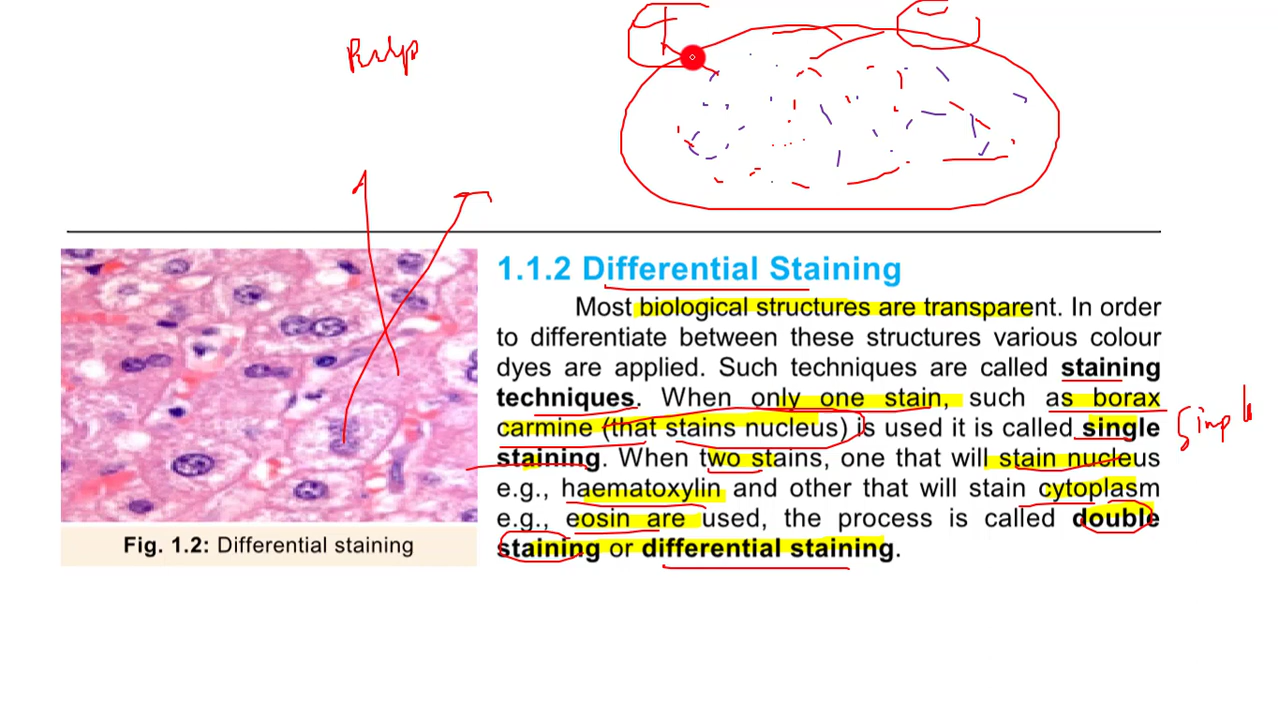 1.1.2 Differential Staining
Most biological structures are transparent. In order
to differentiate between these structures various colour
dyes are applied. Such techniques are called staining
techniques. When only one stain, such as borax
carmine (that stains nucleus) is used it is called single
staining. When two stains, one that will stain nucleus
e.g., haematoxylin and other that will stain cytoplasm
e.g., eosin are used, the process is called double
staining or differential staining.
Fig. 1.2: Differential staining